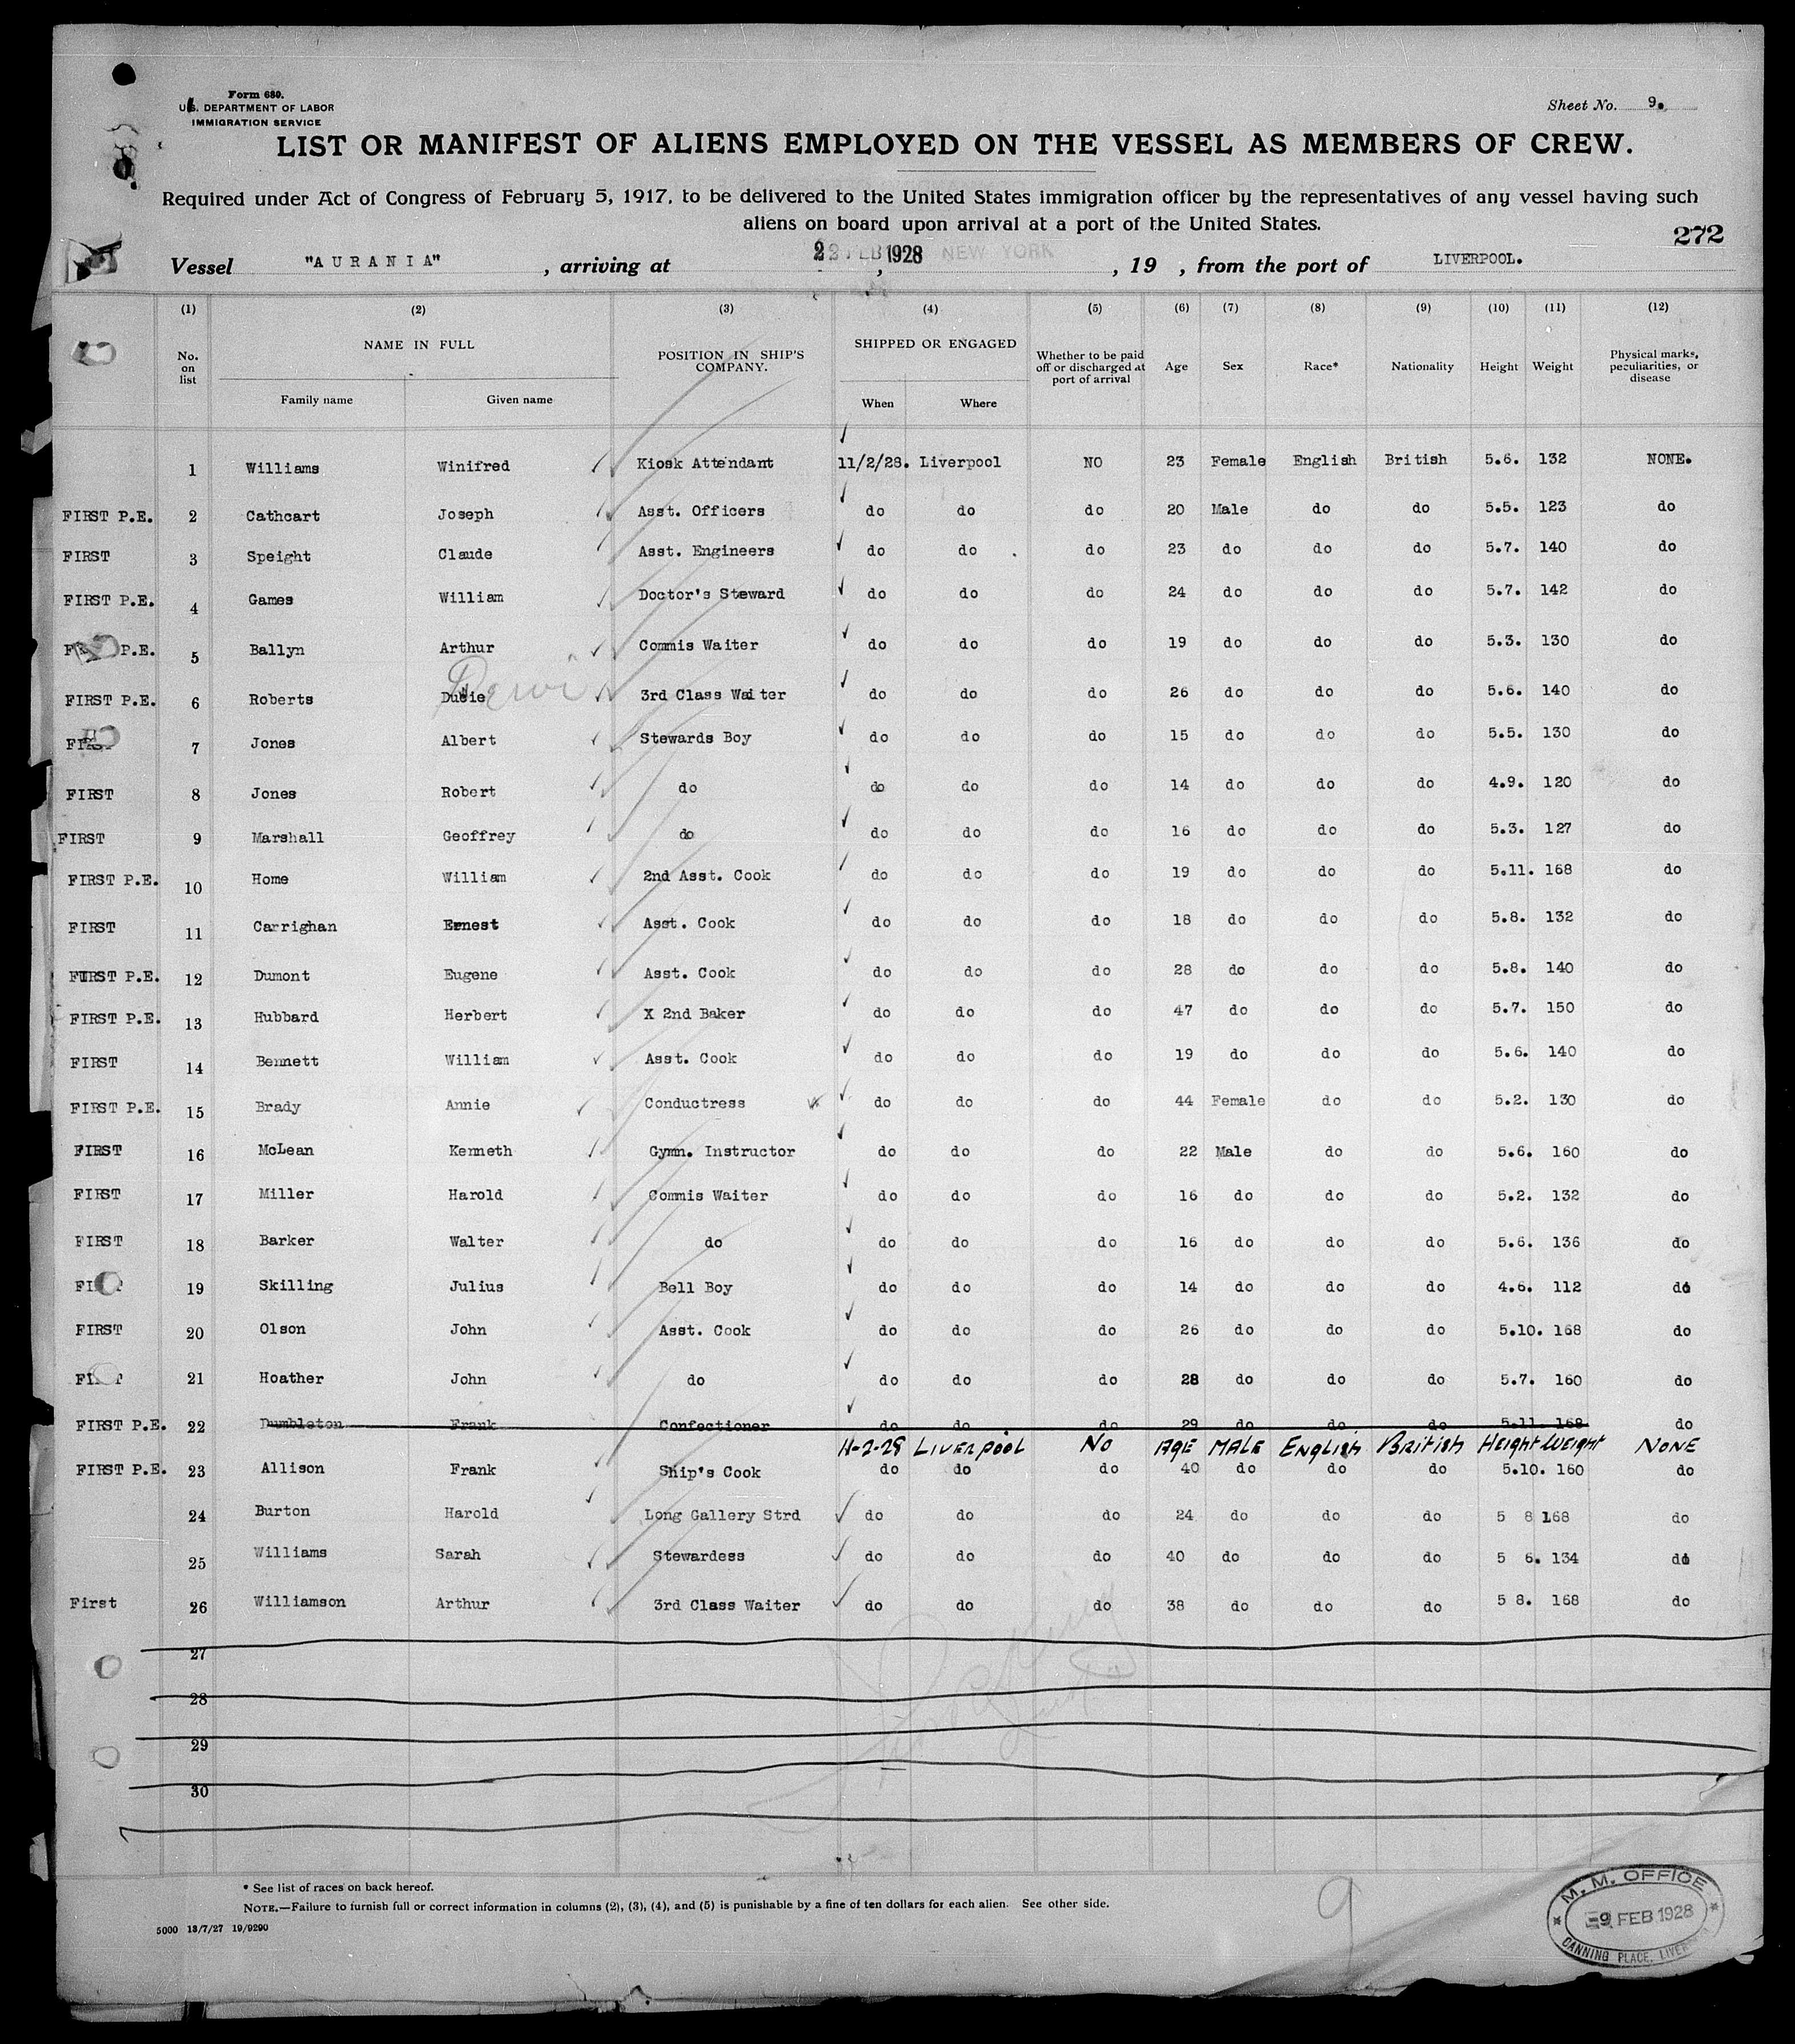 Form 680.
U.S. DEPARTMENT OF LABOR
IMMIGRATION SERVICE
Sheet No. 9.
LIST OR MANIFEST OF ALIENS EMPLOYED ON THE VESSEL AS MEMBERS OF CREW.
Required under Act of Congress of February 5, 1917, to be delivered to the United States immigration officer by the representatives of any vessel having such
aliens on board upon arrival at a port of the United States.
272
Vessel "AURANIA", arriving at 22 FEB 1928 NEW YORK, 19 , from the port of LIVERPOOL.
(1) (2) (3) (4) (5) (6) (7) (8) (9) (10) (11) (12)
No. on list NAME IN FULL Family name Given name POSITION IN SHIP'S COMPANY. SHIPPED OR ENGAGED When Where Whether to be paid off or discharged at port of arrival Age Sex Race* Nationality Height Weight Physical marks, peculiarities, or disease
1 Williams Winifred Kiosk Attendant 11/2/28. Liverpool NO 23 Female English British 5.6. 132 NONE.
FIRST P.E. 2 Cathcart Joseph Asst. Officers do do do 20 Male do do 5.5. 123 do
FIRST 3 Speight Claude Asst. Engineers do do do 23 do do do 5.7. 140 do
FIRST P.E. 4 Games William Doctor's Steward do do do 24 do do do 5.7. 142 do
P.E. 5 Ballyn Arthur Commis Waiter do do do 19 do do do 5.3. 130 do
FIRST P.E. 6 Roberts Dusie Dewi 3rd Class Waiter do do do 26 do do do 5.6. 140 do
7 Jones Albert Stewards Boy do do do 15 do do do 5.5. 130 do
FIRST 8 Jones Robert do do do do 14 do do do 4.9. 120 do
FIRST 9 Marshall Geoffrey do do do do 16 do do do 5.3. 127 do
FIRST P.E. 10 Home William 2nd Asst. Cook do do do 19 do do do 5.11. 168 do
FIRST 11 Carrighan Ernest Asst. Cook do do do 18 do do do 5.8. 132 do
FIRST P.E. 12 Dumont Eugene Asst. Cook do do do 28 do do do 5.8. 140 do
FIRST P.E. 13 Hubbard Herbert X 2nd Baker do do do 47 do do do 5.7. 150 do
FIRST 14 Bennett William Asst. Cook do do do 19 do do do 5.6. 140 do
FIRST P.E. 15 Brady Annie Conductress do do do 44 Female do do 5.2. 130 do
FIRST 16 McLean Kenneth Gymn. Instructor do do do 22 Male do do 5.6. 160 do
FIRST 17 Miller Harold Commis Waiter do do do 16 do do do 5.2. 132 do
FIRST 18 Barker Walter do do do do 16 do do do 5.6. 136 do
19 Skilling Julius Bell Boy do do do 14 do do do 4.6. 112 do
FIRST 20 Olson John Asst. Cook do do do 26 do do do 5.10. 168 do
21 Hoather John do do do do 28 do do do 5.7. 160 do
FIRST P.E. 22 Dumbleton Frank Confectioner do do do 29 do do do 5.11. 168 do
11-2-28 LIVERPOOL NO AGE MALE ENGLISH BRITISH Height Weight NONE
FIRST P.E. 23 Allison Frank Ship's Cook do do do 40 do do do 5.10. 160 do
24 Burton Harold Long Gallery Strd do do do 24 do do do 5 8 168 do
25 Williams Sarah Stewardess do do do 40 do do do 5 6. 134 do
First 26 Williamson Arthur 3rd Class Waiter do do do 38 do do do 5 8. 168 do
27
28
29
30
* See list of races on back hereof.
NOTE.—Failure to furnish full or correct information in columns (2), (3), (4), and (5) is punishable by a fine of ten dollars for each alien. See other side.
5000 13/7/27 19/9290
9
M. M. OFFICE
9 FEB 1928
CANNING PLACE, LIVERPOOL